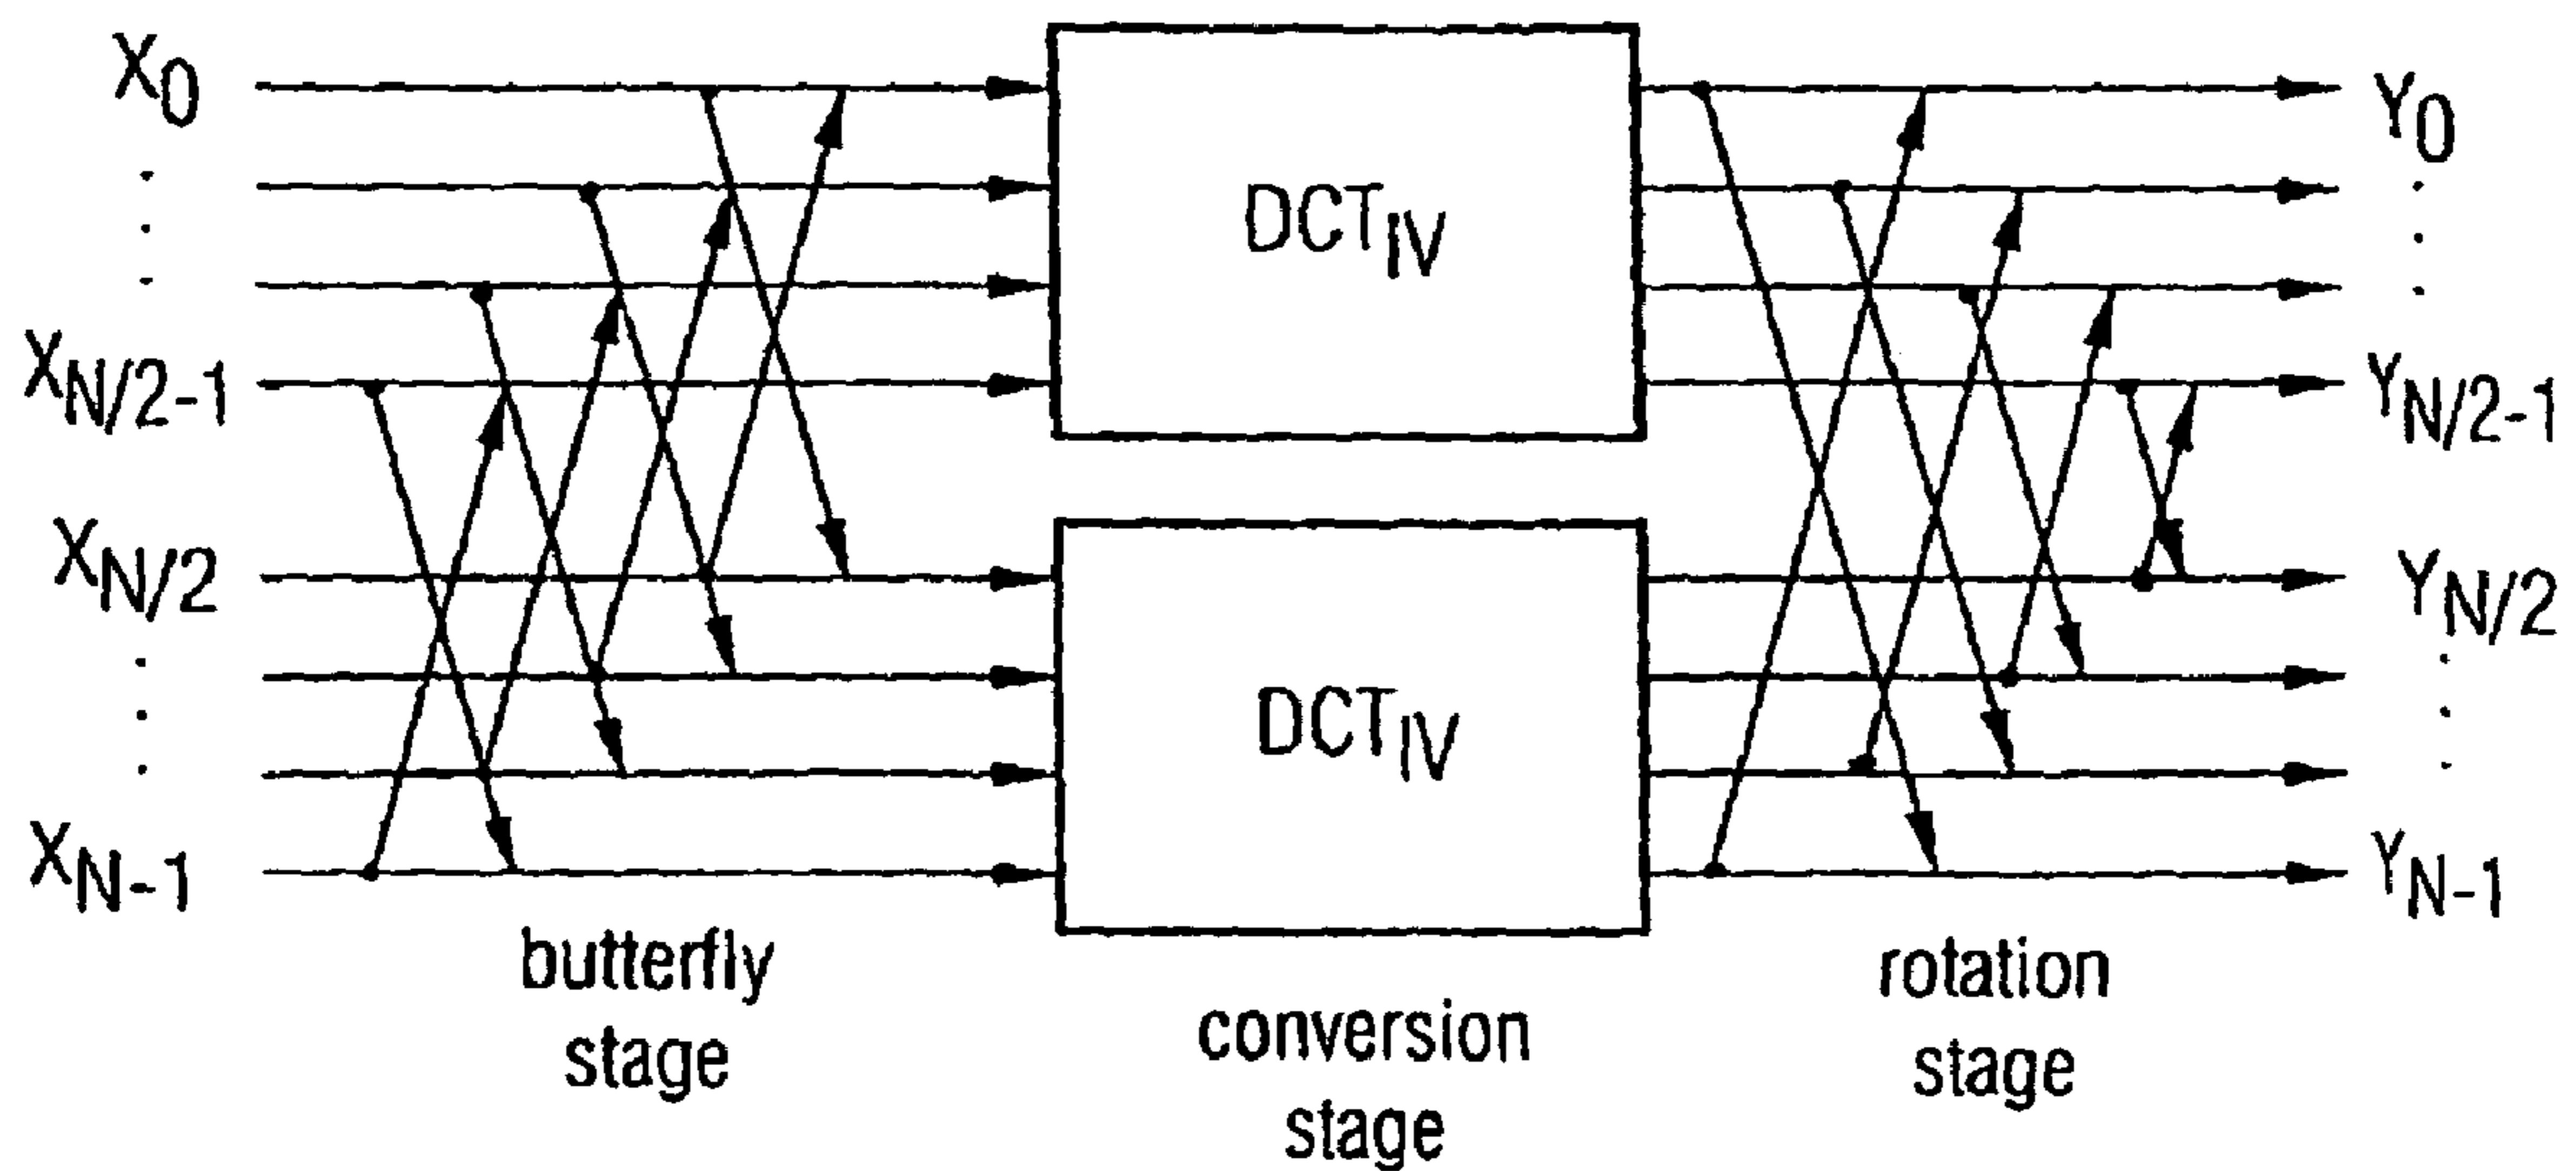 X0
.
.
.
XN/2-1
XN/2
.
.
.
XN-1
butterfly
stage
DCTIV
DCTIV
conversion
stage
Y0
.
.
.
YN/2-1
YN/2
.
.
.
YN-1
rotation
stage